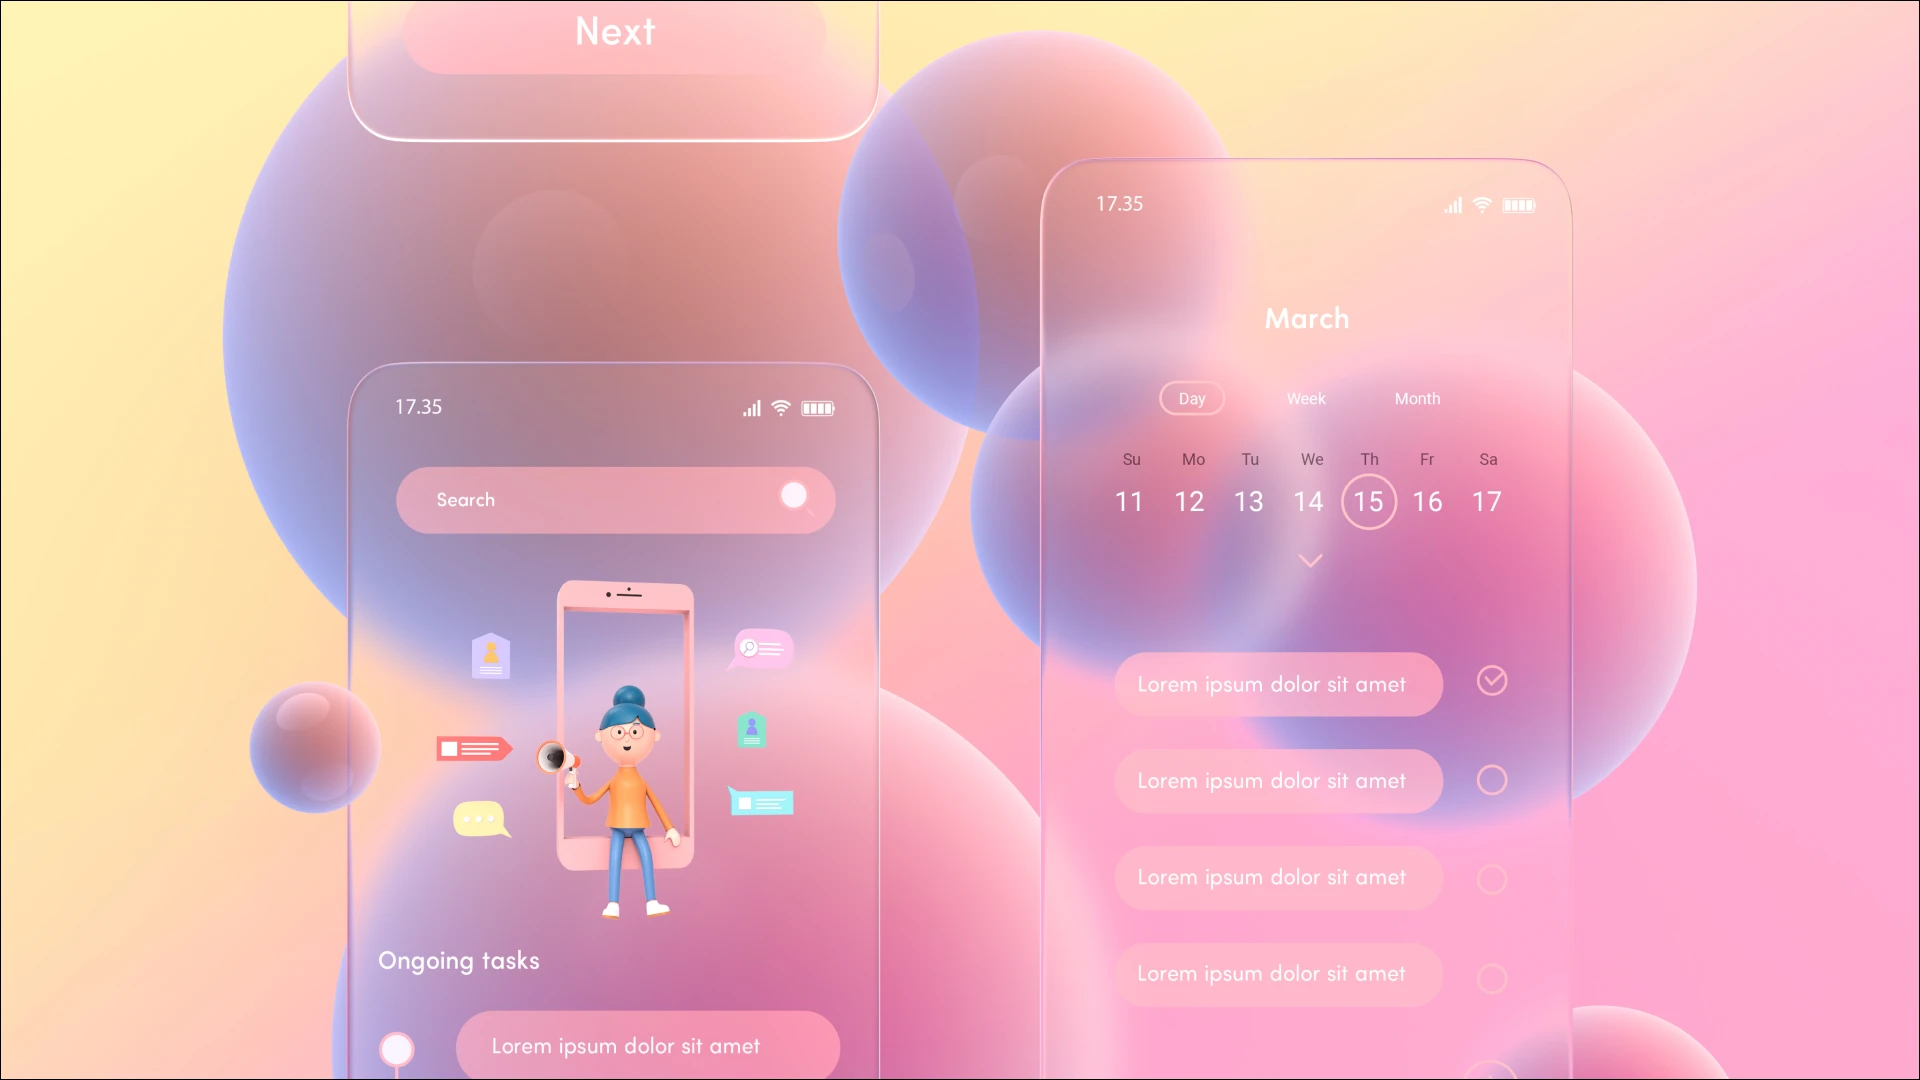 Next
17.35
Search
Ongoing tasks
Lorem ipsum dolor sit amet
17.35
March
Day Week Month
Su Mo Tu We Th Fr Sa
11 12 13 14 15 16 17
Lorem ipsum dolor sit amet
Lorem ipsum dolor sit amet
Lorem ipsum dolor sit amet
Lorem ipsum dolor sit amet